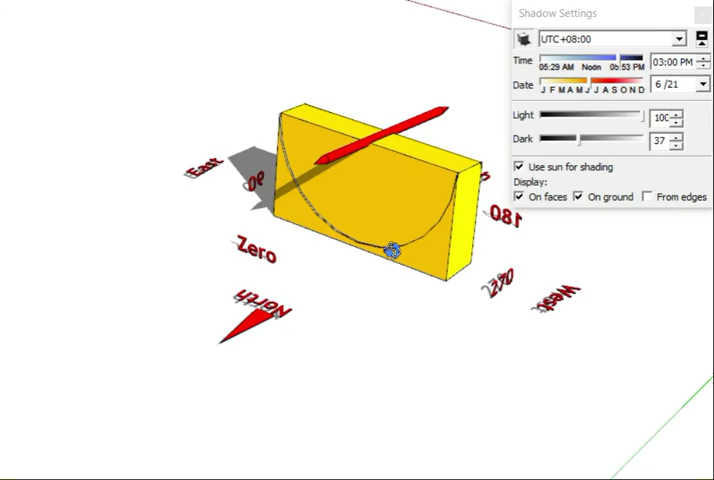 Shadow Settings
UTC+08:00
Time 05:29 AM Noon 06:53 PM 03:00 PM
Date J F M A M J J A S O N D 6 /21
Light 100
Dark 37
Use sun for shading
Display:
On faces On ground From edges
East
90
180
Zero
270
West
North